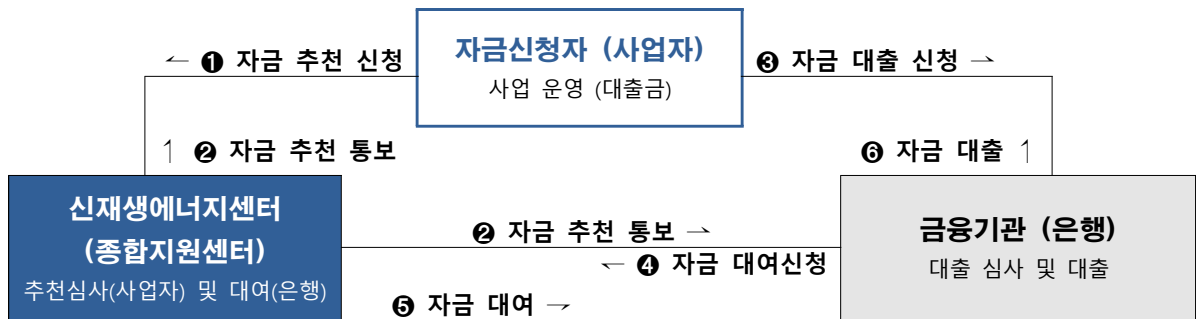 자금신청자 (사업자)
사업 운영 (대출금)
← ❶ 자금 추천 신청
❸ 자금 대출 신청 →
↑ ❷ 자금 추천 통보
❻ 자금 대출 ↑
신재생에너지센터
(종합지원센터)
추천심사(사업자) 및 대여(은행)
❷ 자금 추천 통보 →
← ❹ 자금 대여신청
❺ 자금 대여 →
금융기관 (은행)
대출 심사 및 대출